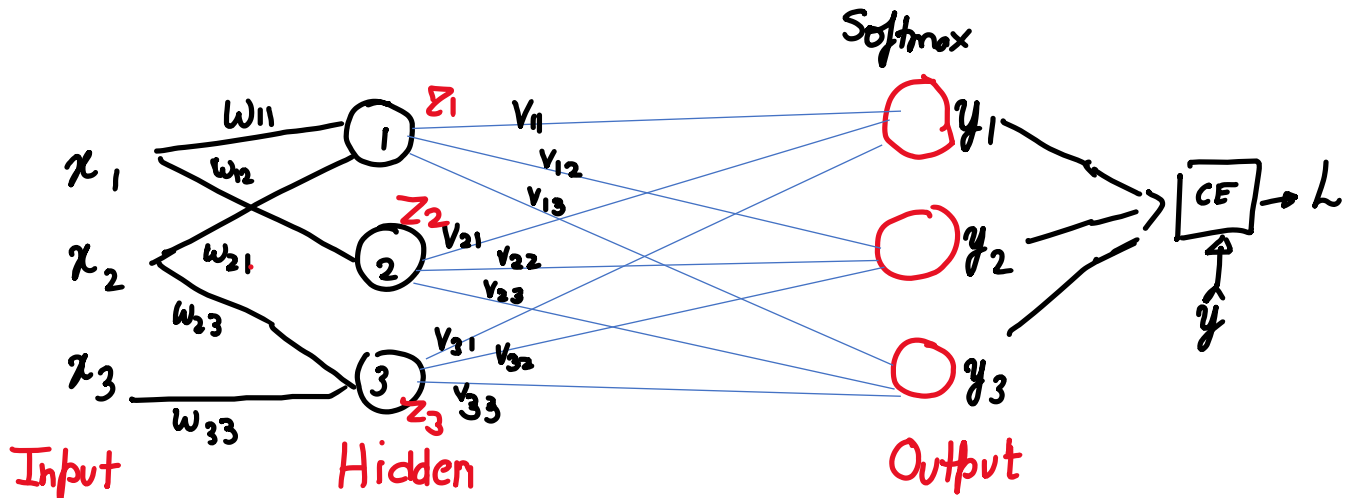 Softmax
x1
x2
x3
W11
W12
W21
W23
W33
1
2
3
Z1
Z2
Z3
V11
V12
V13
V21
V22
V23
V31
V32
V33
y1
y2
y3
CE
L
y
Input
Hidden
Output